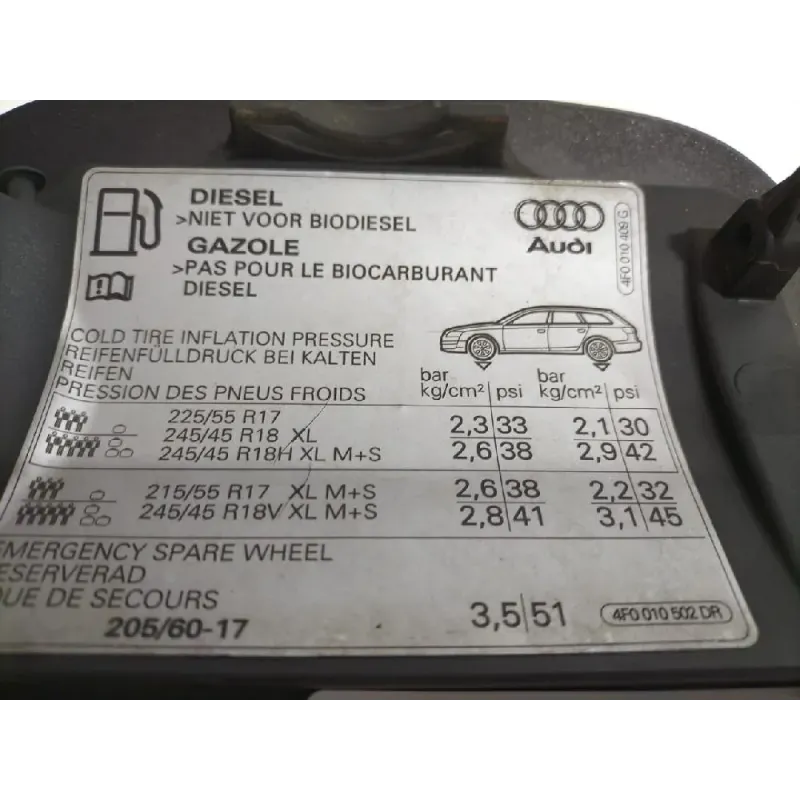 DIESEL
>NIET VOOR BIODIESEL
GAZOLE
>PAS POUR LE BIOCARBURANT
DIESEL
Audi
4F0 010 409 G
COLD TIRE INFLATION PRESSURE
REIFENFÜLLDRUCK BEI KALTEN
REIFEN
PRESSION DES PNEUS FROIDS
bar kg/cm² psi bar kg/cm² psi
225/55 R17
245/45 R18 XL 2,3 33 2,1 30
245/45 R18H XL M+S 2,6 38 2,9 42
215/55 R17 XL M+S 2,6 38 2,2 32
245/45 R18V XL M+S 2,8 41 3,1 45
EMERGENCY SPARE WHEEL
ESERVERAD
OUE DE SECOURS
205/60-17 3,5 51 4F0 010 502 DR